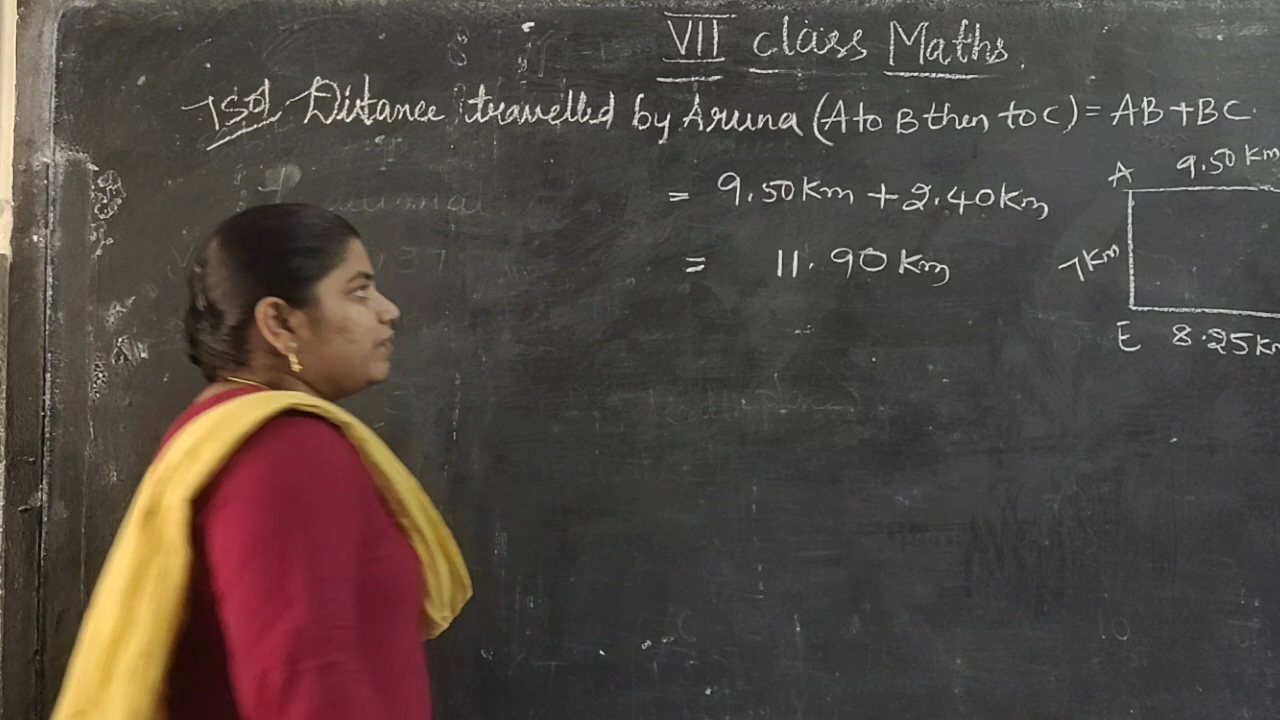 VII class Maths.
7 Sol Distance travelled by Aruna (A to B then to C) = AB + BC.
= 9.50 Km + 2.40 Km
= 11.90 Km
A 9.50 Km
7 Km
E 8.25 Km